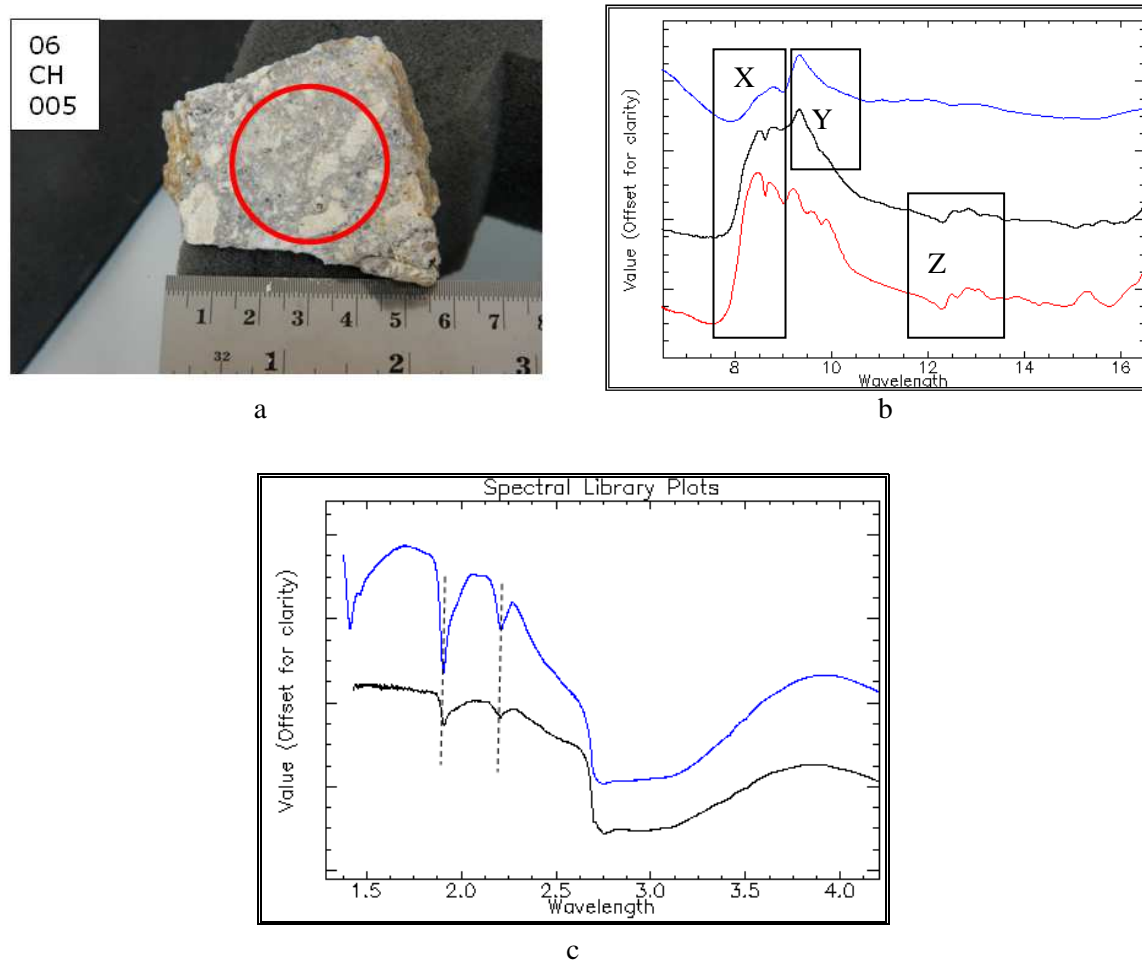 06
CH
005
1 2 3 4 5 6 7 8
32 1 2 3
a
Value (Offset for clarity)
X
Y
Z
8 10 12 14 16
Wavelength
b
Spectral Library Plots
Value (Offset for clarity)
1.5 2.0 2.5 3.0 3.5 4.0
Wavelength
c